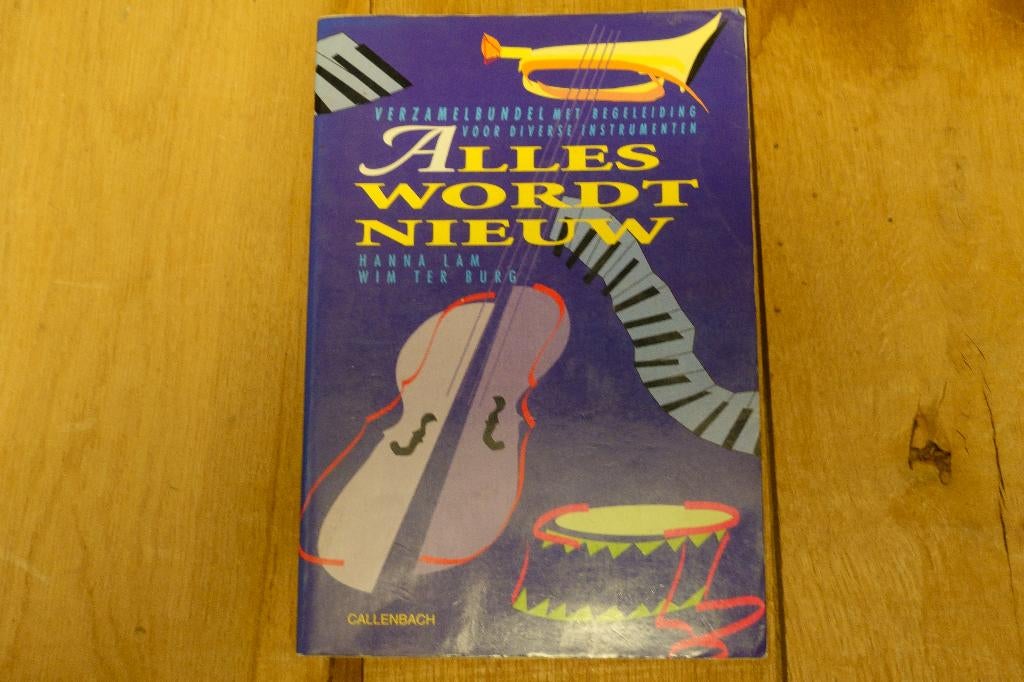 VERZAMELBUNDEL MET BEGELEIDING
VOOR DIVERSE INSTRUMENTEN
ALLES
WORDT
NIEUW
HANNA LAM
WIM TER BURG
CALLENBACH